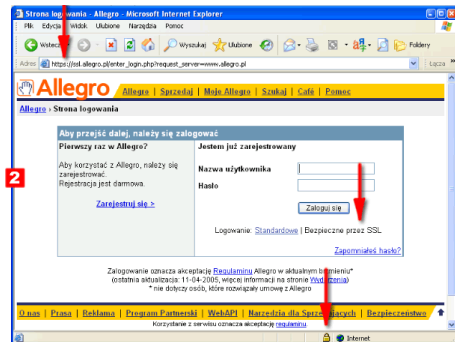 Strona logowania - Allegro - Microsoft Internet Explorer
Plik Edycja Widok Ulubione Narzędzia Pomoc
Wstecz Wyszukaj Ulubione Foldery
Adres https://ssl.allegro.pl/enter_login.php?request_server=www.allegro.pl Łącza »
Allegro Allegro | Sprzedaj | Moje Allegro | Szukaj | Café | Pomoc
Allegro › Strona logowania
Aby przejść dalej, należy się zalogować
Pierwszy raz w Allegro? Jestem już zarejestrowany
Aby korzystać z Allegro, należy się
zarejestrować.
Rejestracja jest darmowa.
Nazwa użytkownika
Hasło
2
Zarejestruj się > Zaloguj się
Logowanie: Standardowe | Bezpieczne przez SSL
Zapomniałeś hasło?
Zalogowanie oznacza akceptację Regulaminu Allegro w aktualnym brzmieniu*
(ostatnia aktualizacja: 11-04-2005, więcej informacji na stronie Wydarzenia)
* nie dotyczy osób, które rozwiązały umowę z Allegro
O nas | Prasa | Reklama | Program Partnerski | WebAPI | Narzędzia dla Sprzedających | Bezpieczeństwo
Korzystanie z serwisu oznacza akceptację regulaminu
Internet